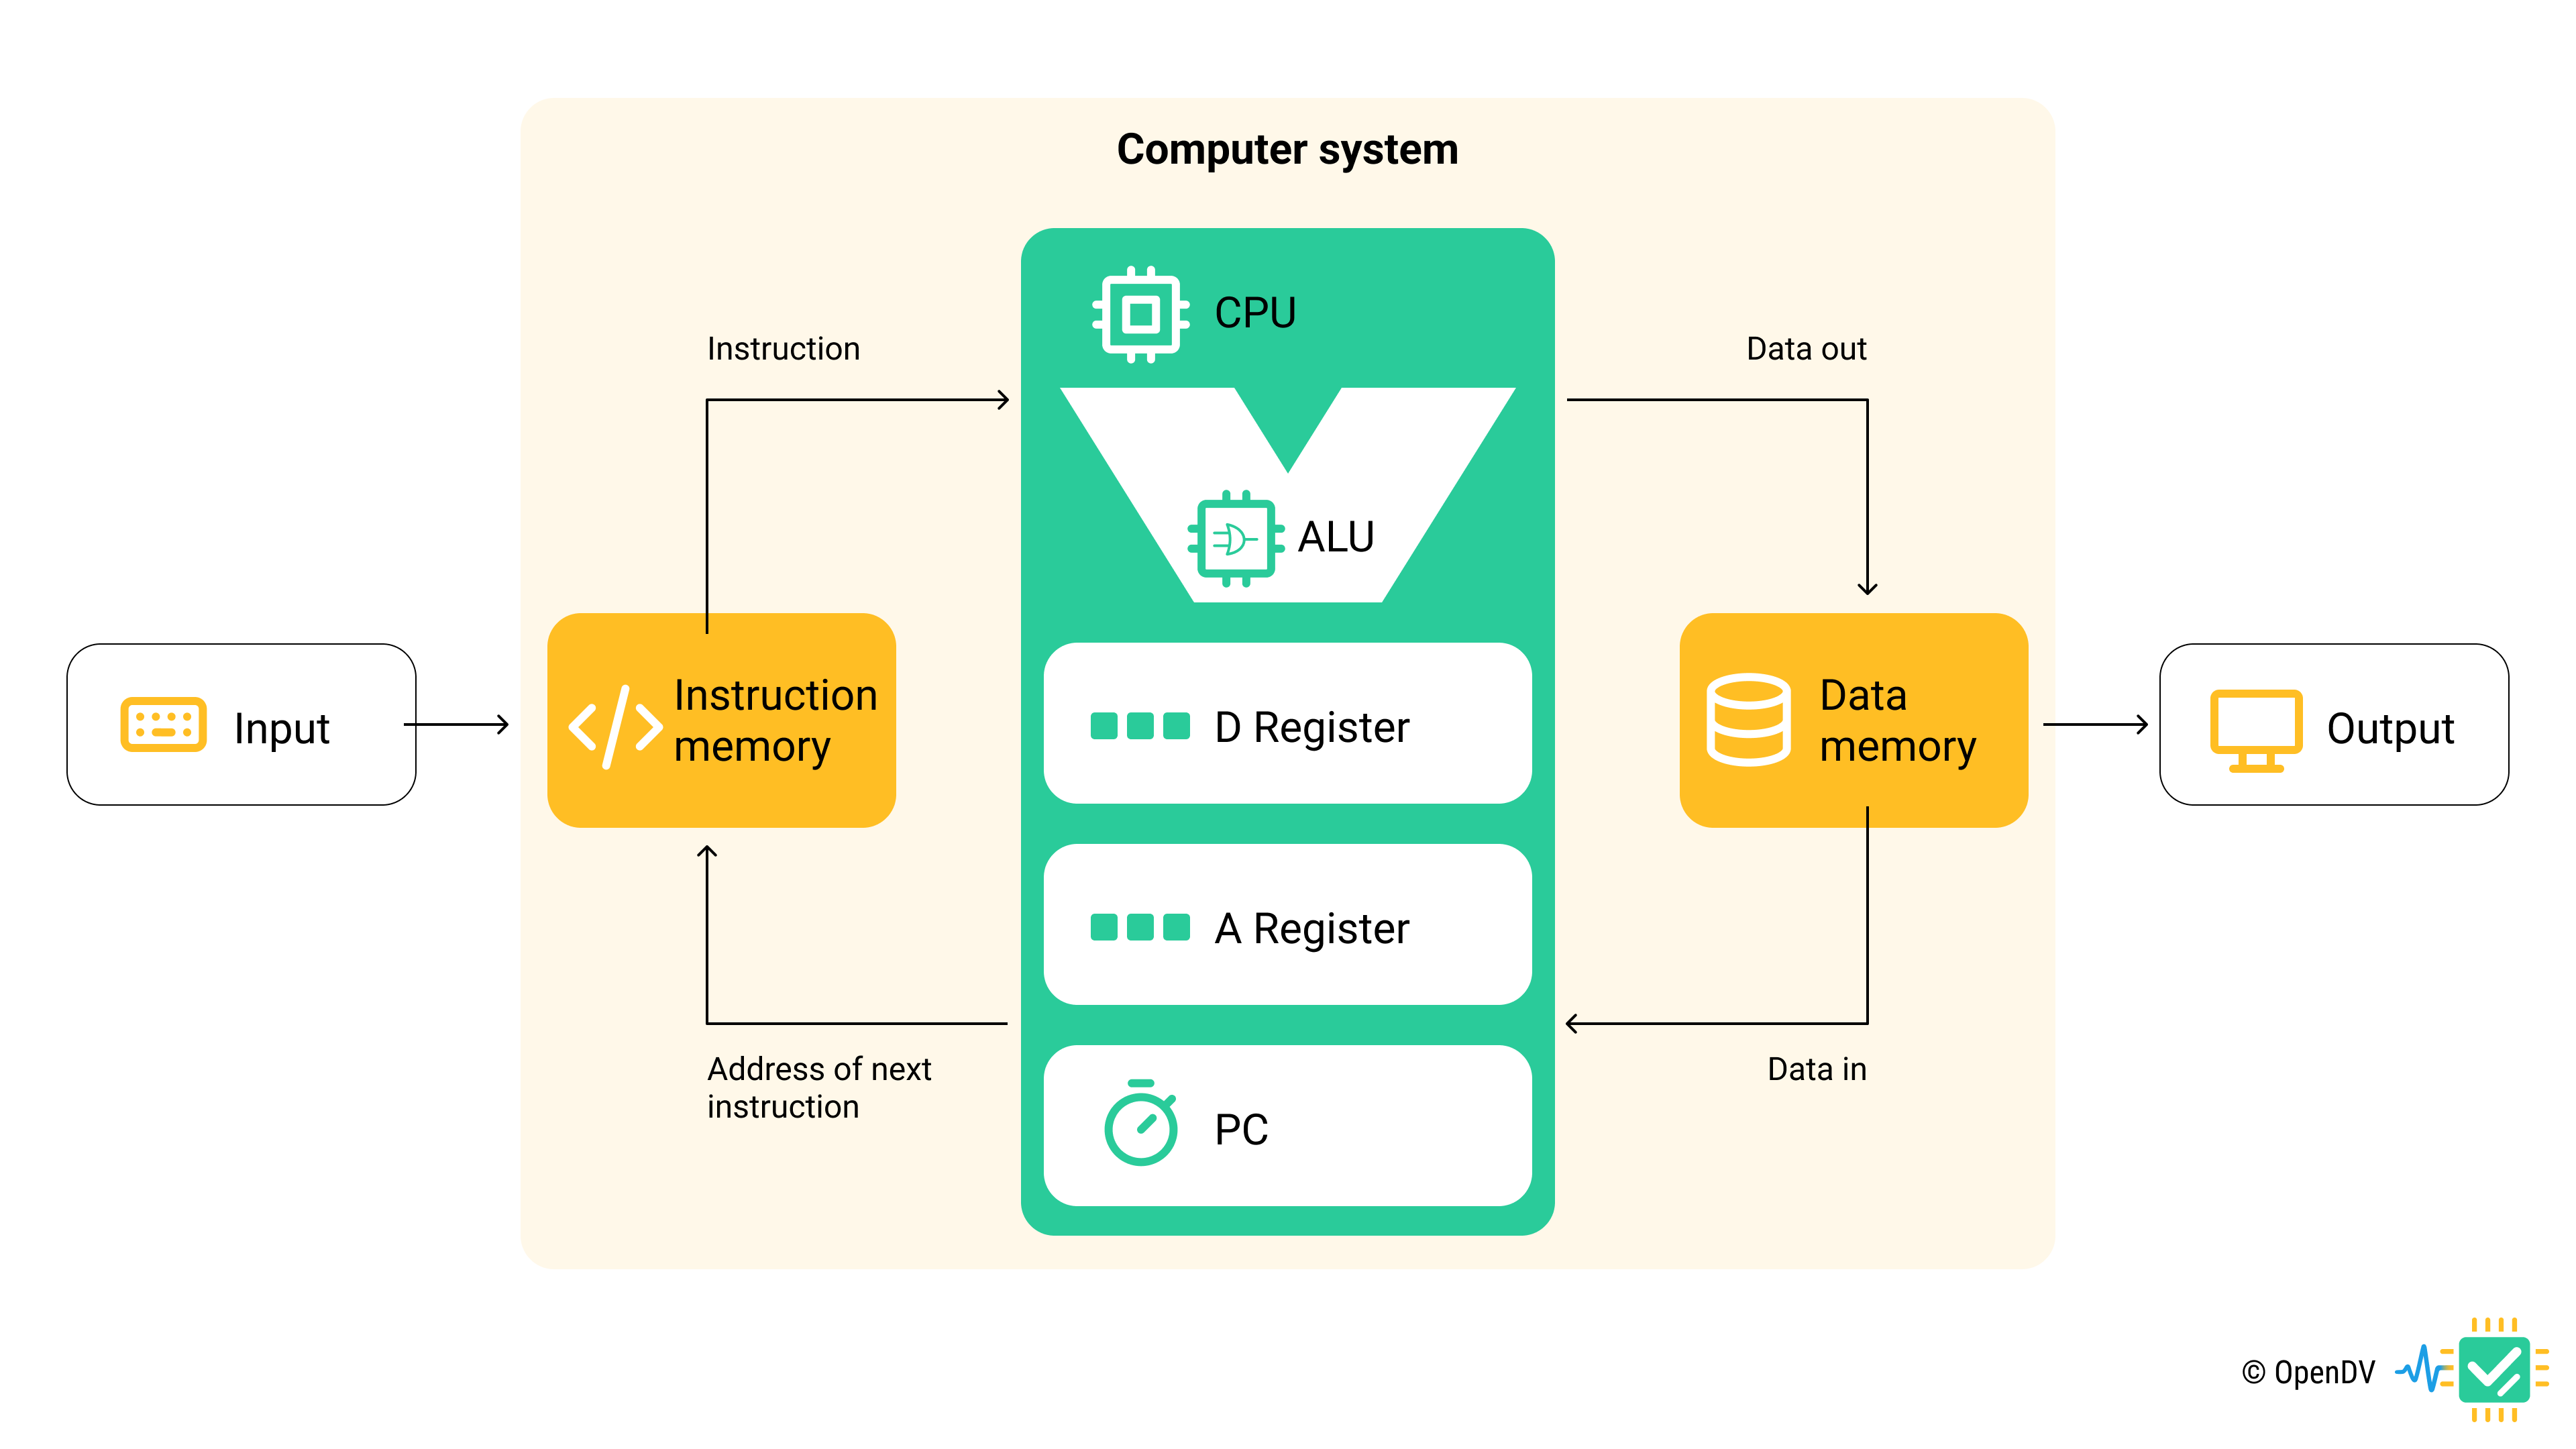 Computer system
CPU
Instruction
Data out
ALU
Input
Instruction
memory
D Register
Data
memory
Output
A Register
Address of next
instruction
Data in
PC
© OpenDV